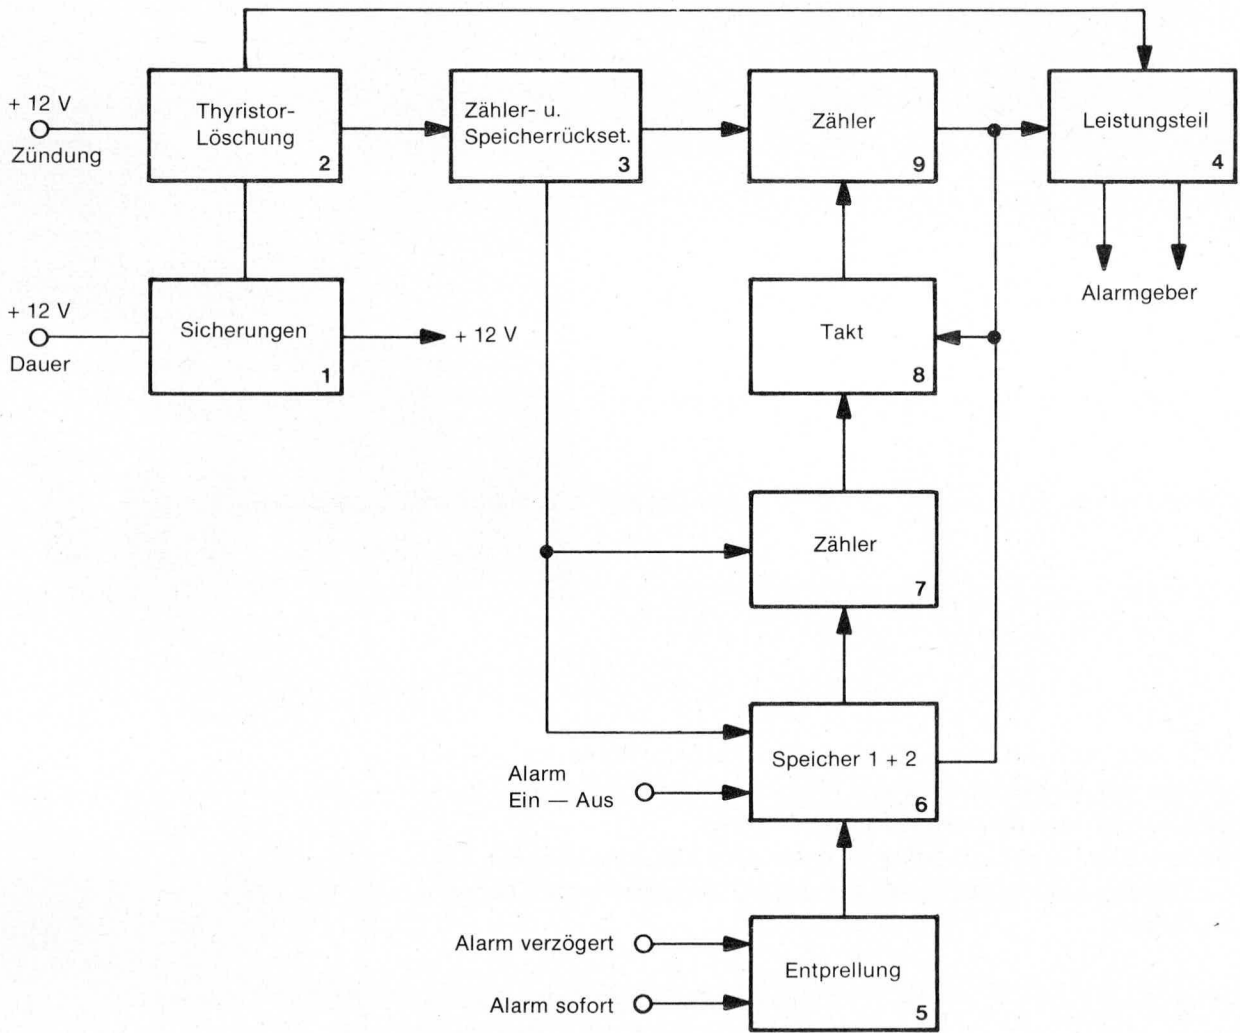 + 12 V
Zündung
Thyristor-
Löschung
2
Zähler- u.
Speicherrückset.
3
Zähler
9
Leistungsteil
4
Alarmgeber
+ 12 V
Dauer
Sicherungen
1
+ 12 V
Takt
8
Zähler
7
Speicher 1 + 2
6
Alarm
Ein — Aus
Alarm verzögert
Alarm sofort
Entprellung
5